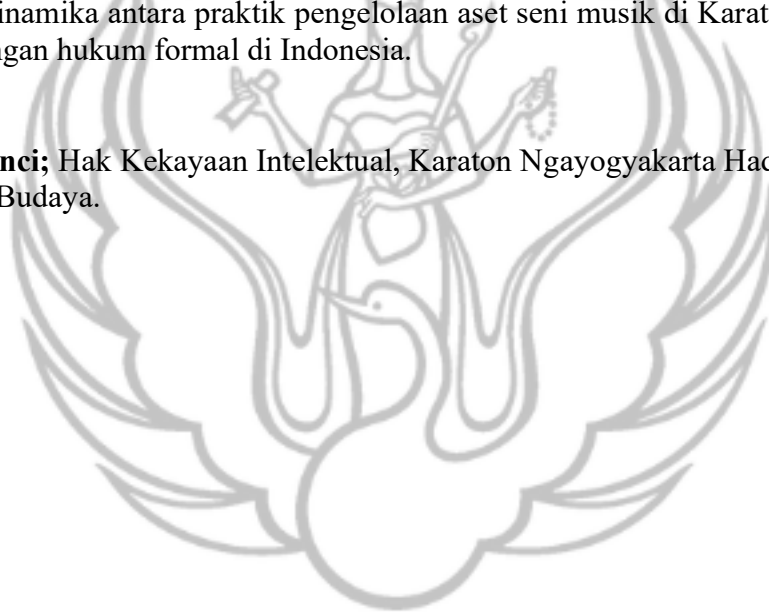 inamika antara praktik pengelolaan aset seni musik di Karat
ngan hukum formal di Indonesia.
nci; Hak Kekayaan Intelektual, Karaton Ngayogyakarta Had
Budaya.